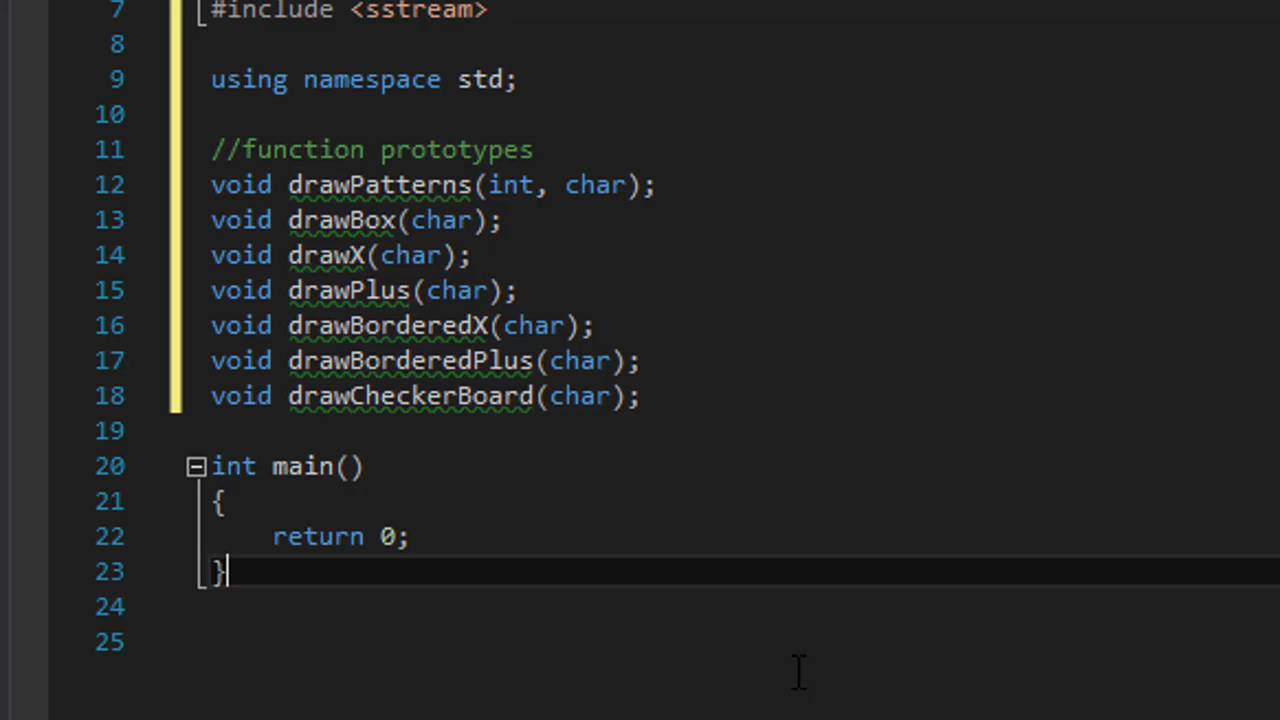 7 #include <sstream>
8
9 using namespace std;
10
11 //function prototypes
12 void drawPatterns(int, char);
13 void drawBox(char);
14 void drawX(char);
15 void drawPlus(char);
16 void drawBorderedX(char);
17 void drawBorderedPlus(char);
18 void drawCheckerBoard(char);
19
20 int main()
21 {
22 return 0;
23 }
24
25